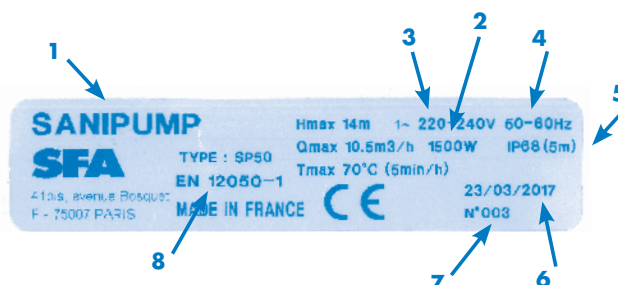 1 3 2 4 5
SANIPUMP Hmax 14m 1~ 220-240V 50-60Hz
SFA TYPE : SP50 Qmax 10.5m3/h 1500W IP68 (5m)
EN 12050-1 Tmax 70°C (5min/h)
avenue Bosquet 23/03/2017
F - 75007 PARIS MADE IN FRANCE CE N°003
8 7 6